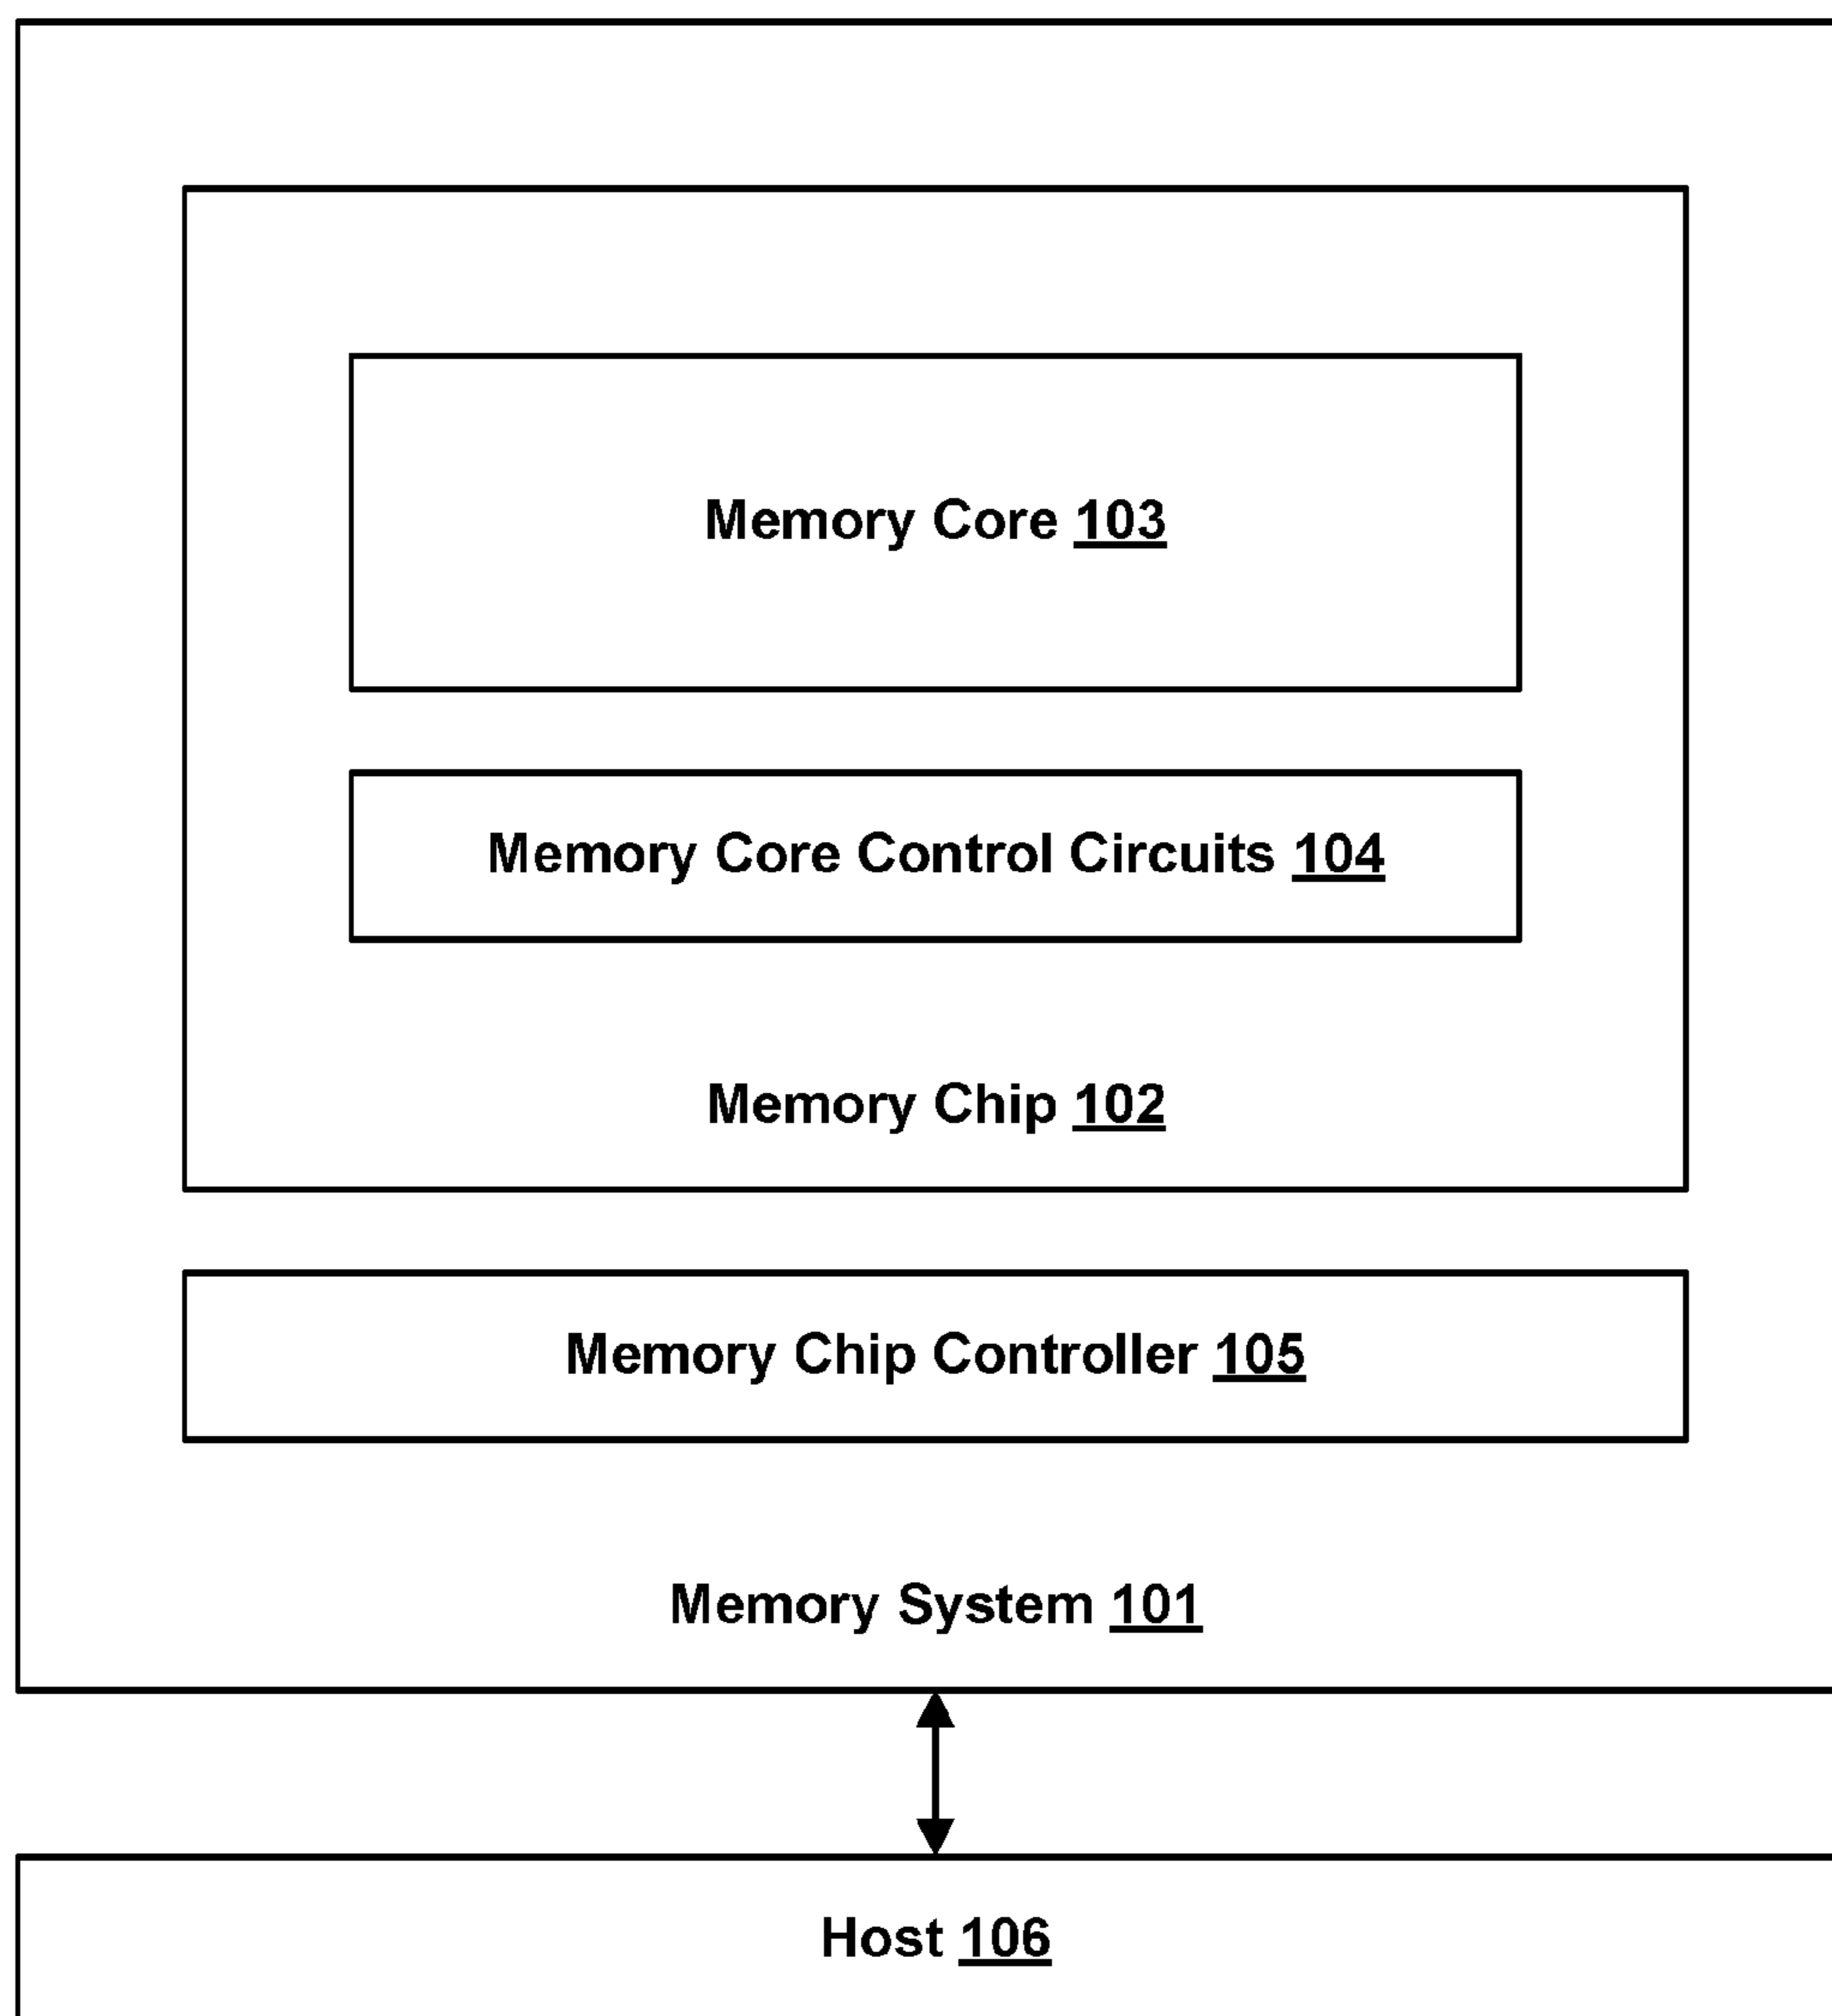 Memory Core 103
Memory Core Control Circuits 104
Memory Chip 102
Memory Chip Controller 105
Memory System 101
Host 106